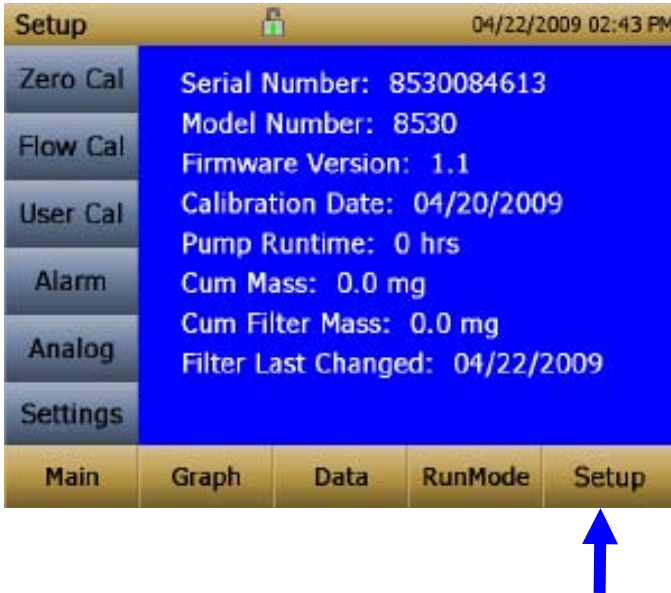 Setup 04/22/2009 02:43 PM
Zero Cal
Flow Cal
User Cal
Alarm
Analog
Settings
Serial Number: 8530084613
Model Number: 8530
Firmware Version: 1.1
Calibration Date: 04/20/2009
Pump Runtime: 0 hrs
Cum Mass: 0.0 mg
Cum Filter Mass: 0.0 mg
Filter Last Changed: 04/22/2009
Main Graph Data RunMode Setup